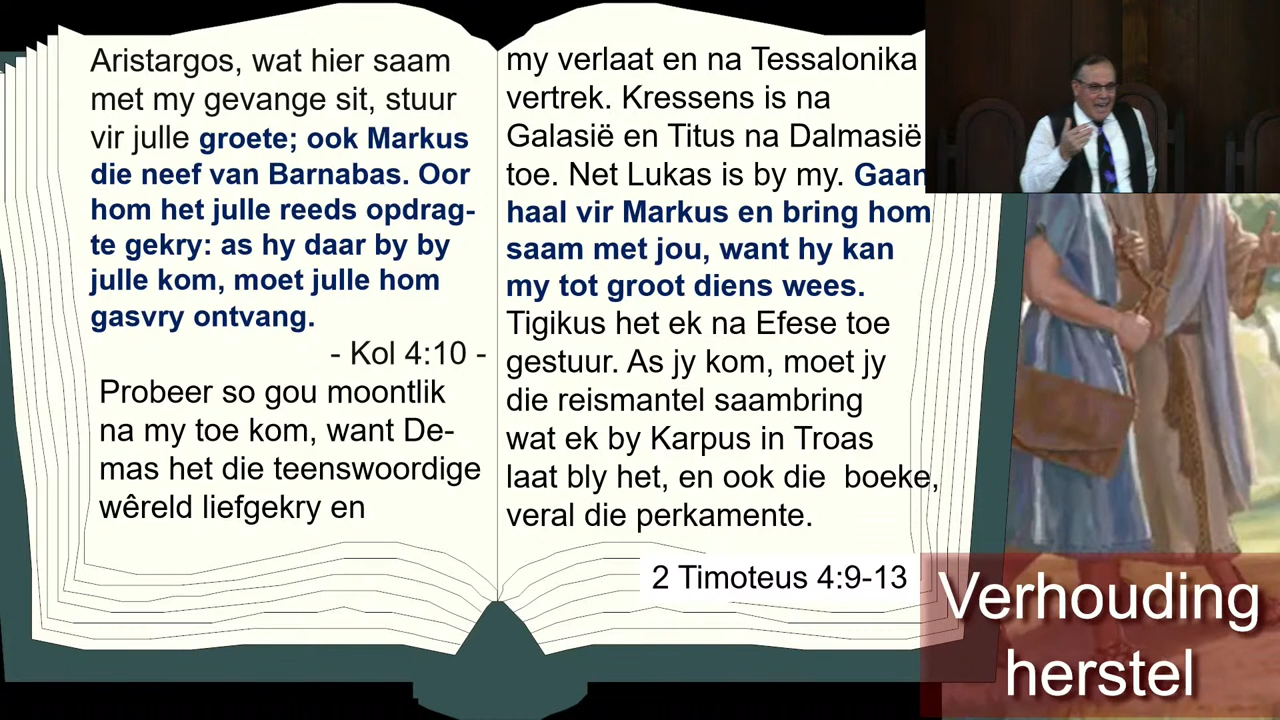 Aristargos, wat hier saam
met my gevange sit, stuur
vir julle groete; ook Markus
die neef van Barnabas. Oor
hom het julle reeds opdrag-
te gekry: as hy daar by by
julle kom, moet julle hom
gasvry ontvang.
- Kol 4:10 -
Probeer so gou moontlik
na my toe kom, want De-
mas het die teenswoordige
wêreld liefgekry en
my verlaat en na Tessalonika
vertrek. Kressens is na
Galasië en Titus na Dalmasië
toe. Net Lukas is by my. Gaan
haal vir Markus en bring hom
saam met jou, want hy kan
my tot groot diens wees.
Tigikus het ek na Efese toe
gestuur. As jy kom, moet jy
die reismantel saambring
wat ek by Karpus in Troas
laat bly het, en ook die  boeke,
veral die perkamente.
2 Timoteus 4:9-13
Verhouding
herstel